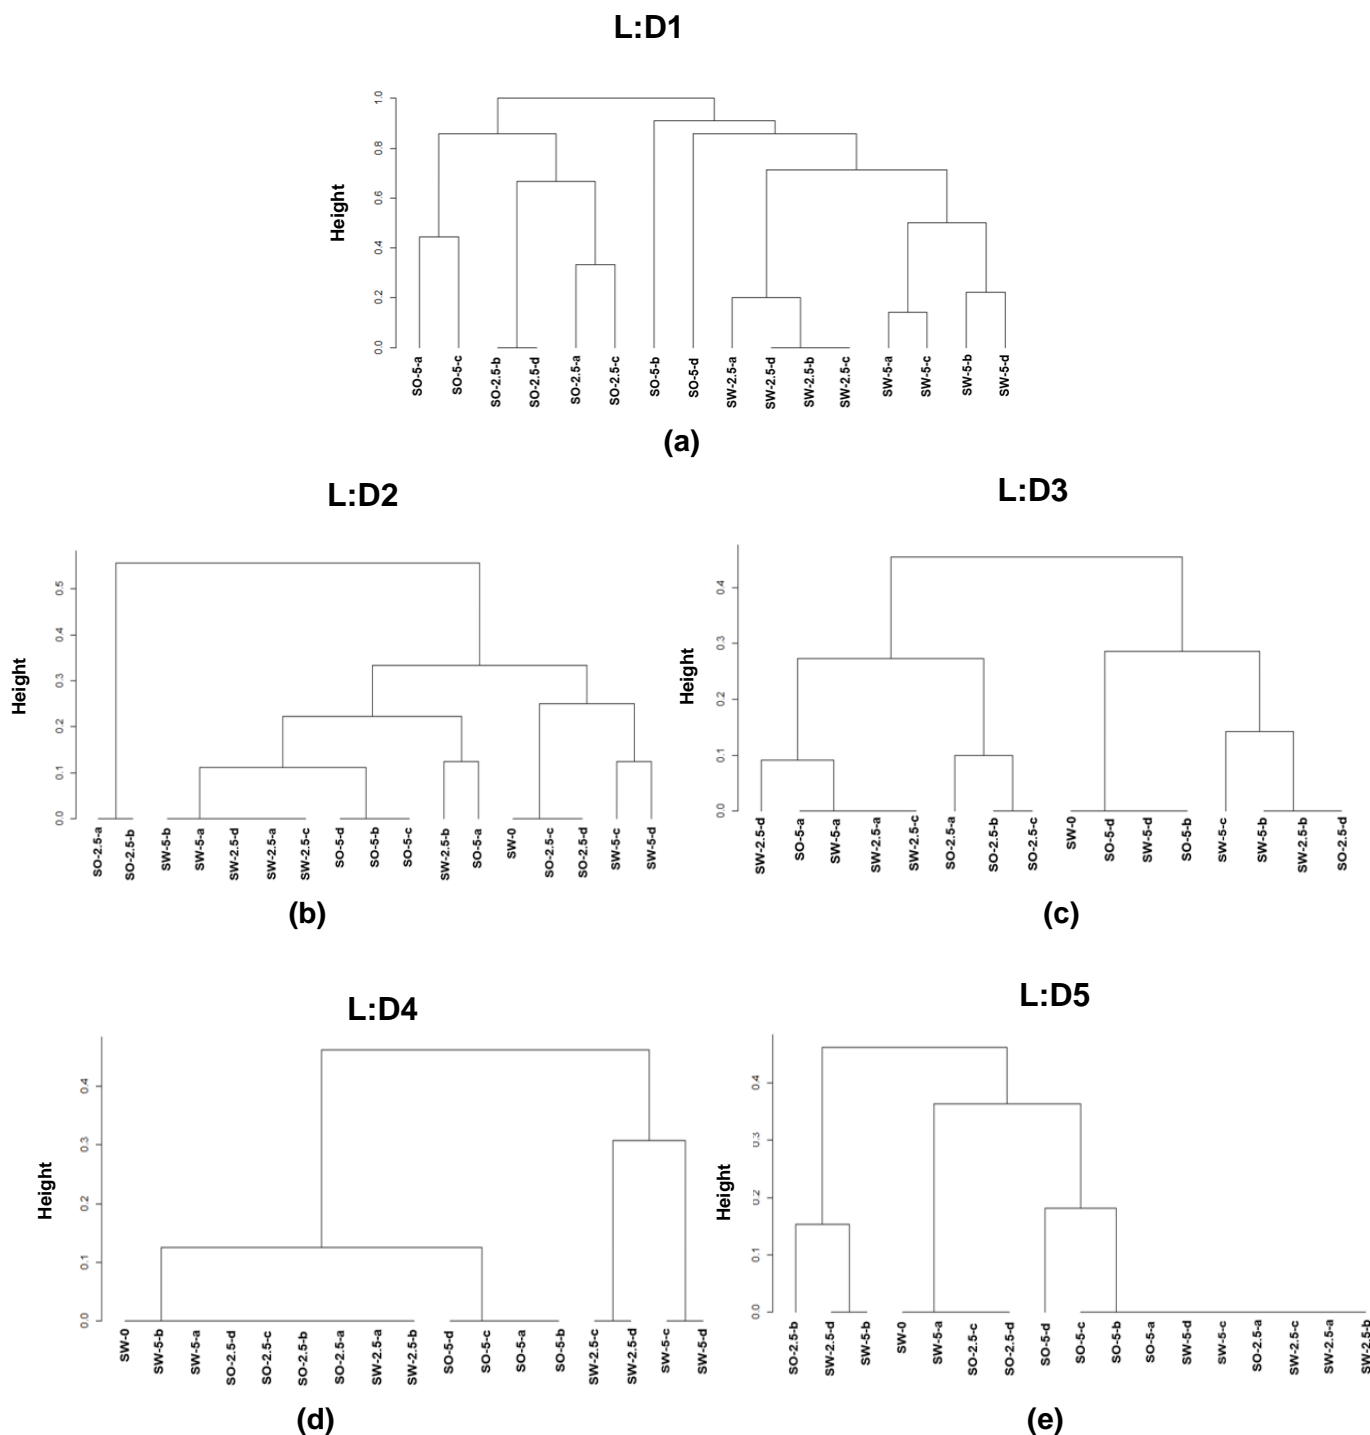 L:D1
Height
1.0
0.8
0.6
0.4
0.2
0.0
SO-5-a
SO-5-c
SO-2.5-b
SO-2.5-d
SO-2.5-a
SO-2.5-c
SO-5-b
SO-5-d
SW-2.5-a
SW-2.5-d
SW-2.5-b
SW-2.5-c
SW-5-a
SW-5-c
SW-5-b
SW-5-d
(a)
L:D2
Height
0.5
0.4
0.3
0.2
0.1
0.0
SO-2.5-a
SO-2.5-b
SW-5-b
SW-5-a
SW-2.5-d
SW-2.5-a
SW-2.5-c
SO-5-d
SO-5-b
SO-5-c
SW-2.5-b
SO-5-a
SW-0
SO-2.5-c
SO-2.5-d
SW-5-c
SW-5-d
(b)
L:D3
Height
0.4
0.3
0.2
0.1
0.0
SW-2.5-d
SO-5-a
SW-5-a
SW-2.5-a
SW-2.5-c
SO-2.5-a
SO-2.5-b
SO-2.5-c
SW-0
SO-5-d
SW-5-d
SO-5-b
SW-5-c
SW-5-b
SW-2.5-b
SO-2.5-d
(c)
L:D4
Height
0.4
0.3
0.2
0.1
0.0
SW-0
SW-5-b
SW-5-a
SO-2.5-d
SO-2.5-c
SO-2.5-b
SO-2.5-a
SW-2.5-a
SW-2.5-b
SO-5-d
SO-5-c
SO-5-a
SO-5-b
SW-2.5-c
SW-2.5-d
SW-5-c
SW-5-d
(d)
L:D5
Height
0.4
0.3
0.2
0.1
0.0
SO-2.5-b
SW-2.5-d
SW-5-b
SW-0
SW-5-a
SO-2.5-c
SO-2.5-d
SO-5-d
SO-5-c
SO-5-b
SO-5-a
SW-5-d
SW-5-c
SO-2.5-a
SW-2.5-c
SW-2.5-a
SW-2.5-b
(e)